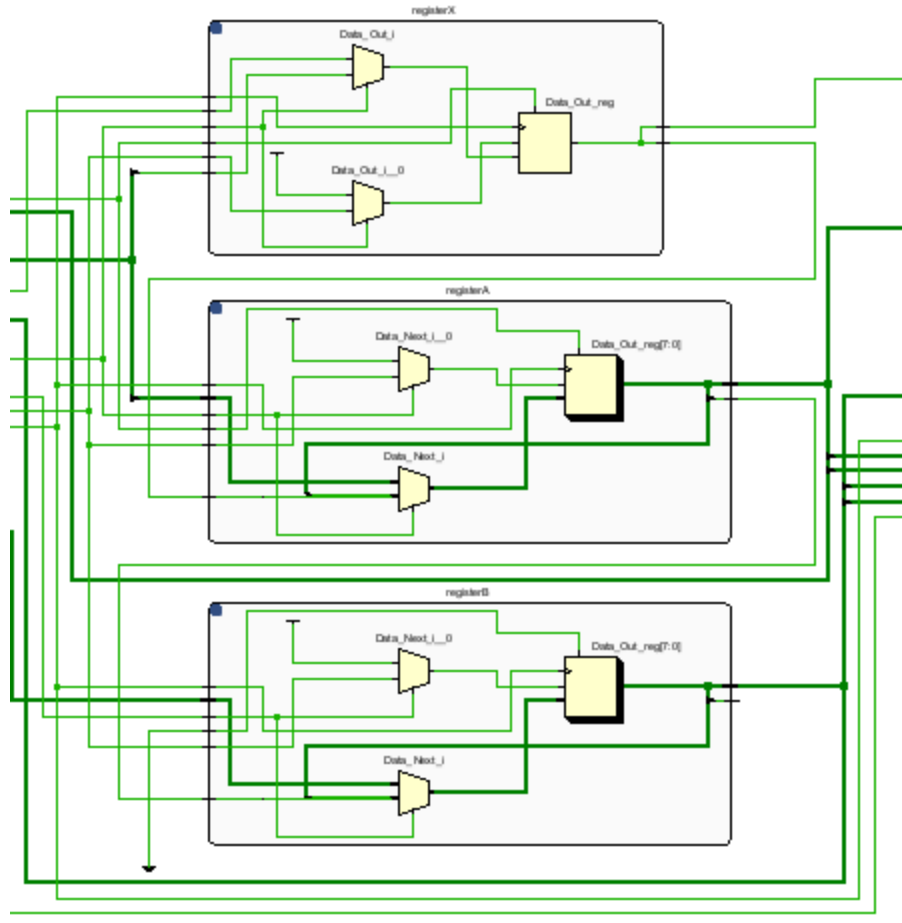 registerX
Data_Out_i
Data_Out_reg
Data_Out_i__0
registerA
Data_Next_i__0
Data_Out_reg[7:0]
Data_Next_i
registerB
Data_Next_i__0
Data_Out_reg[7:0]
Data_Next_i